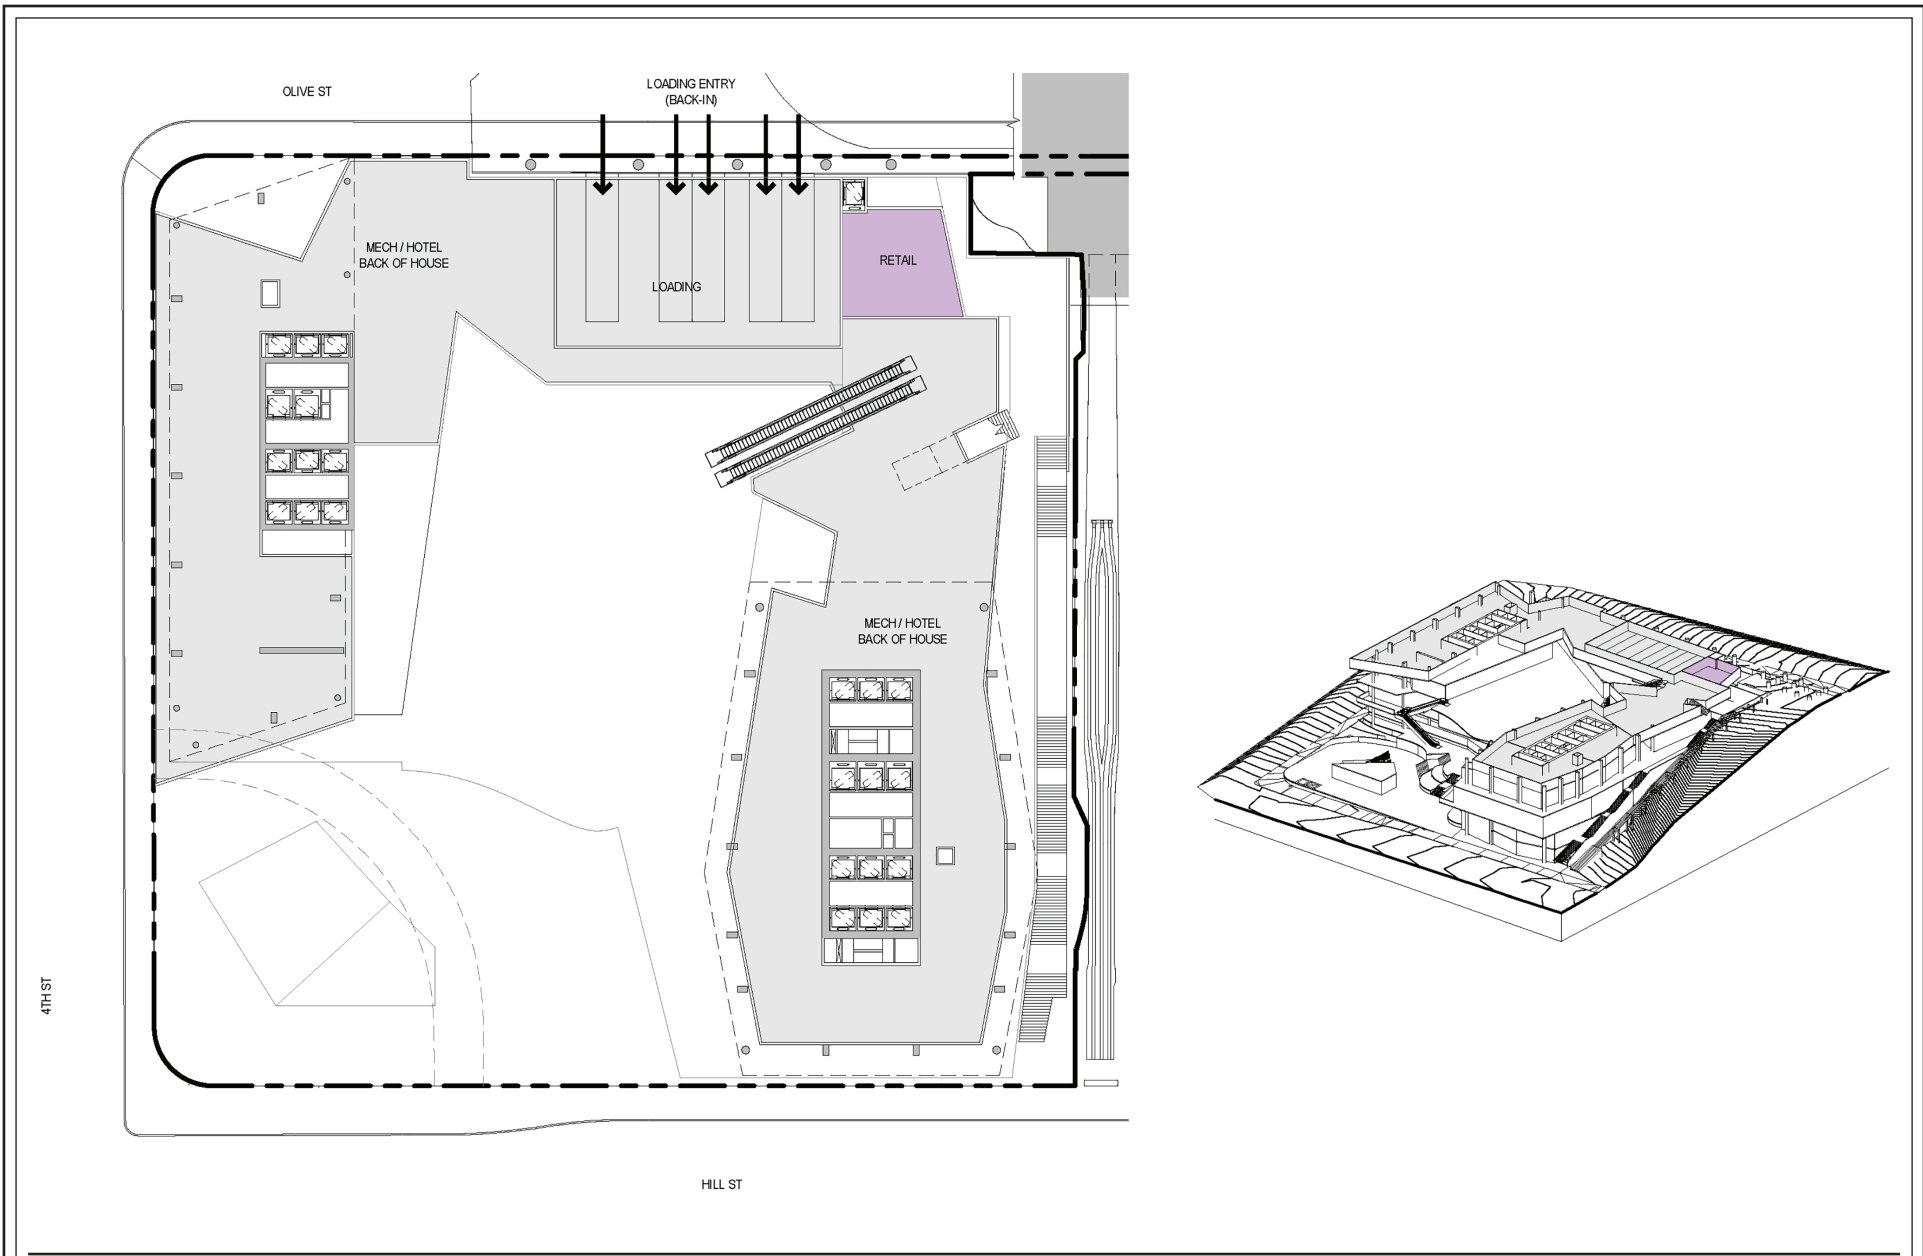 OLIVE ST
LOADING ENTRY
(BACK-IN)
MECH / HOTEL
BACK OF HOUSE
RETAIL
LOADING
MECH / HOTEL
BACK OF HOUSE
4TH ST
HILL ST